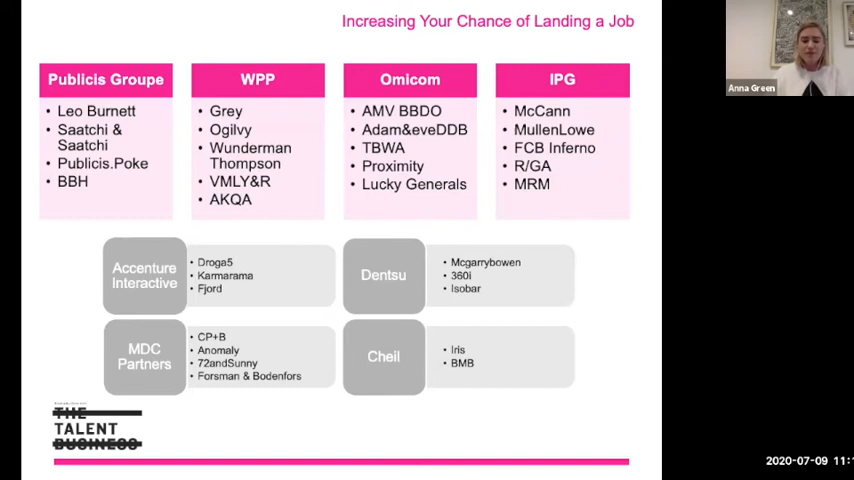 Increasing Your Chance of Landing a Job
Anna Green
Publicis Groupe
• Leo Burnett
• Saatchi &
Saatchi
• Publicis.Poke
• BBH
WPP
• Grey
• Ogilvy
• Wunderman
Thompson
• VMLY&R
• AKQA
Omicom
• AMV BBDO
• Adam&eveDDB
• TBWA
• Proximity
• Lucky Generals
IPG
• McCann
• MullenLowe
• FCB Inferno
• R/GA
• MRM
Accenture
Interactive
• Droga5
• Karmarama
• Fjord
Dentsu
• Mcgarrybowen
• 360i
• Isobar
MDC
Partners
• CP+B
• Anomaly
• 72andSunny
• Forsman & Bodenfors
Cheil
• Iris
• BMB
THE
TALENT
BUSINESS
2020-07-09 11:1